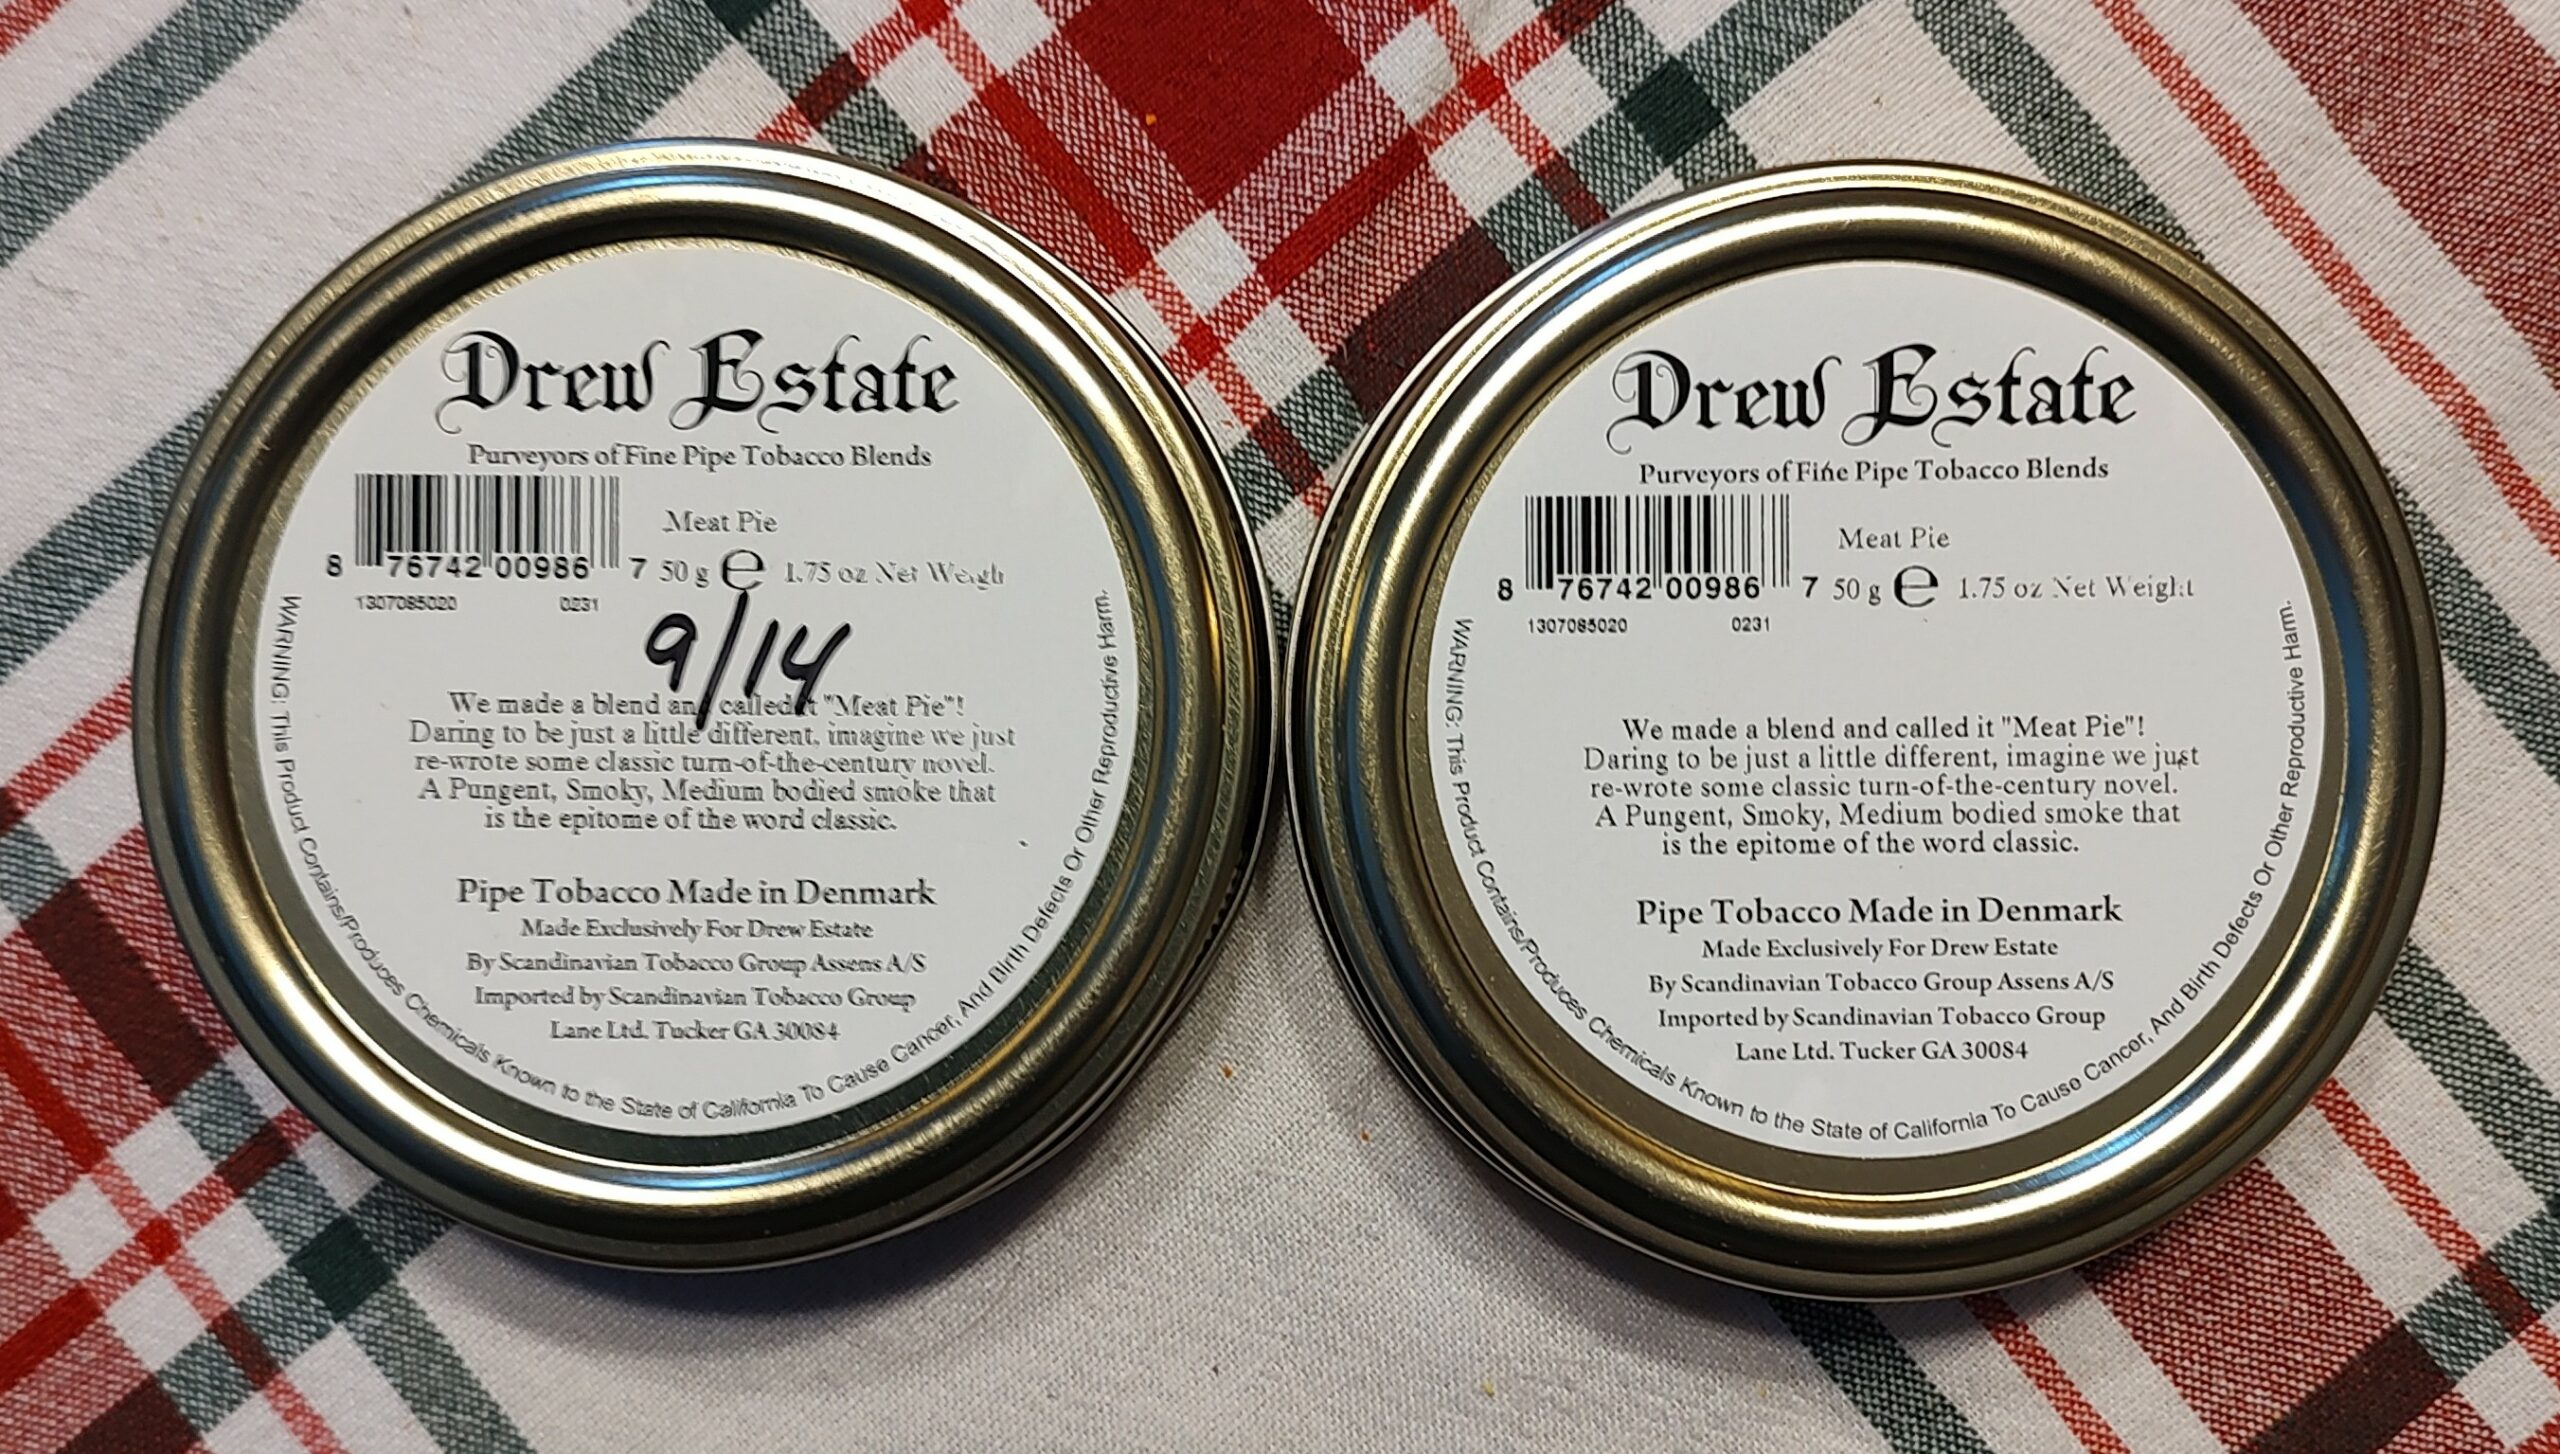 Drew Estate
Purveyors of Fine Pipe Tobacco Blends
Meat Pie
8 76742 00986 7 50 g ℮ 1.75 oz Net Weight
1307085020 0231
9/14
We made a blend and called it "Meat Pie"!
Daring to be just a little different, imagine we just
re-wrote some classic turn-of-the-century novel.
A Pungent, Smoky, Medium bodied smoke that
is the epitome of the word classic.
Pipe Tobacco Made in Denmark
Made Exclusively For Drew Estate
By Scandinavian Tobacco Group Assens A/S
Imported by Scandinavian Tobacco Group
Lane Ltd. Tucker GA 30084
WARNING: This Product Contains/Produces Chemicals Known to the State of California To Cause Cancer, And Birth Defects Or Other Reproductive Harm.
Drew Estate
Purveyors of Fine Pipe Tobacco Blends
Meat Pie
8 76742 00986 7 50 g ℮ 1.75 oz Net Weight
1307085020 0231
We made a blend and called it "Meat Pie"!
Daring to be just a little different, imagine we just
re-wrote some classic turn-of-the-century novel.
A Pungent, Smoky, Medium bodied smoke that
is the epitome of the word classic.
Pipe Tobacco Made in Denmark
Made Exclusively For Drew Estate
By Scandinavian Tobacco Group Assens A/S
Imported by Scandinavian Tobacco Group
Lane Ltd. Tucker GA 30084
WARNING: This Product Contains/Produces Chemicals Known to the State of California To Cause Cancer, And Birth Defects Or Other Reproductive Harm.